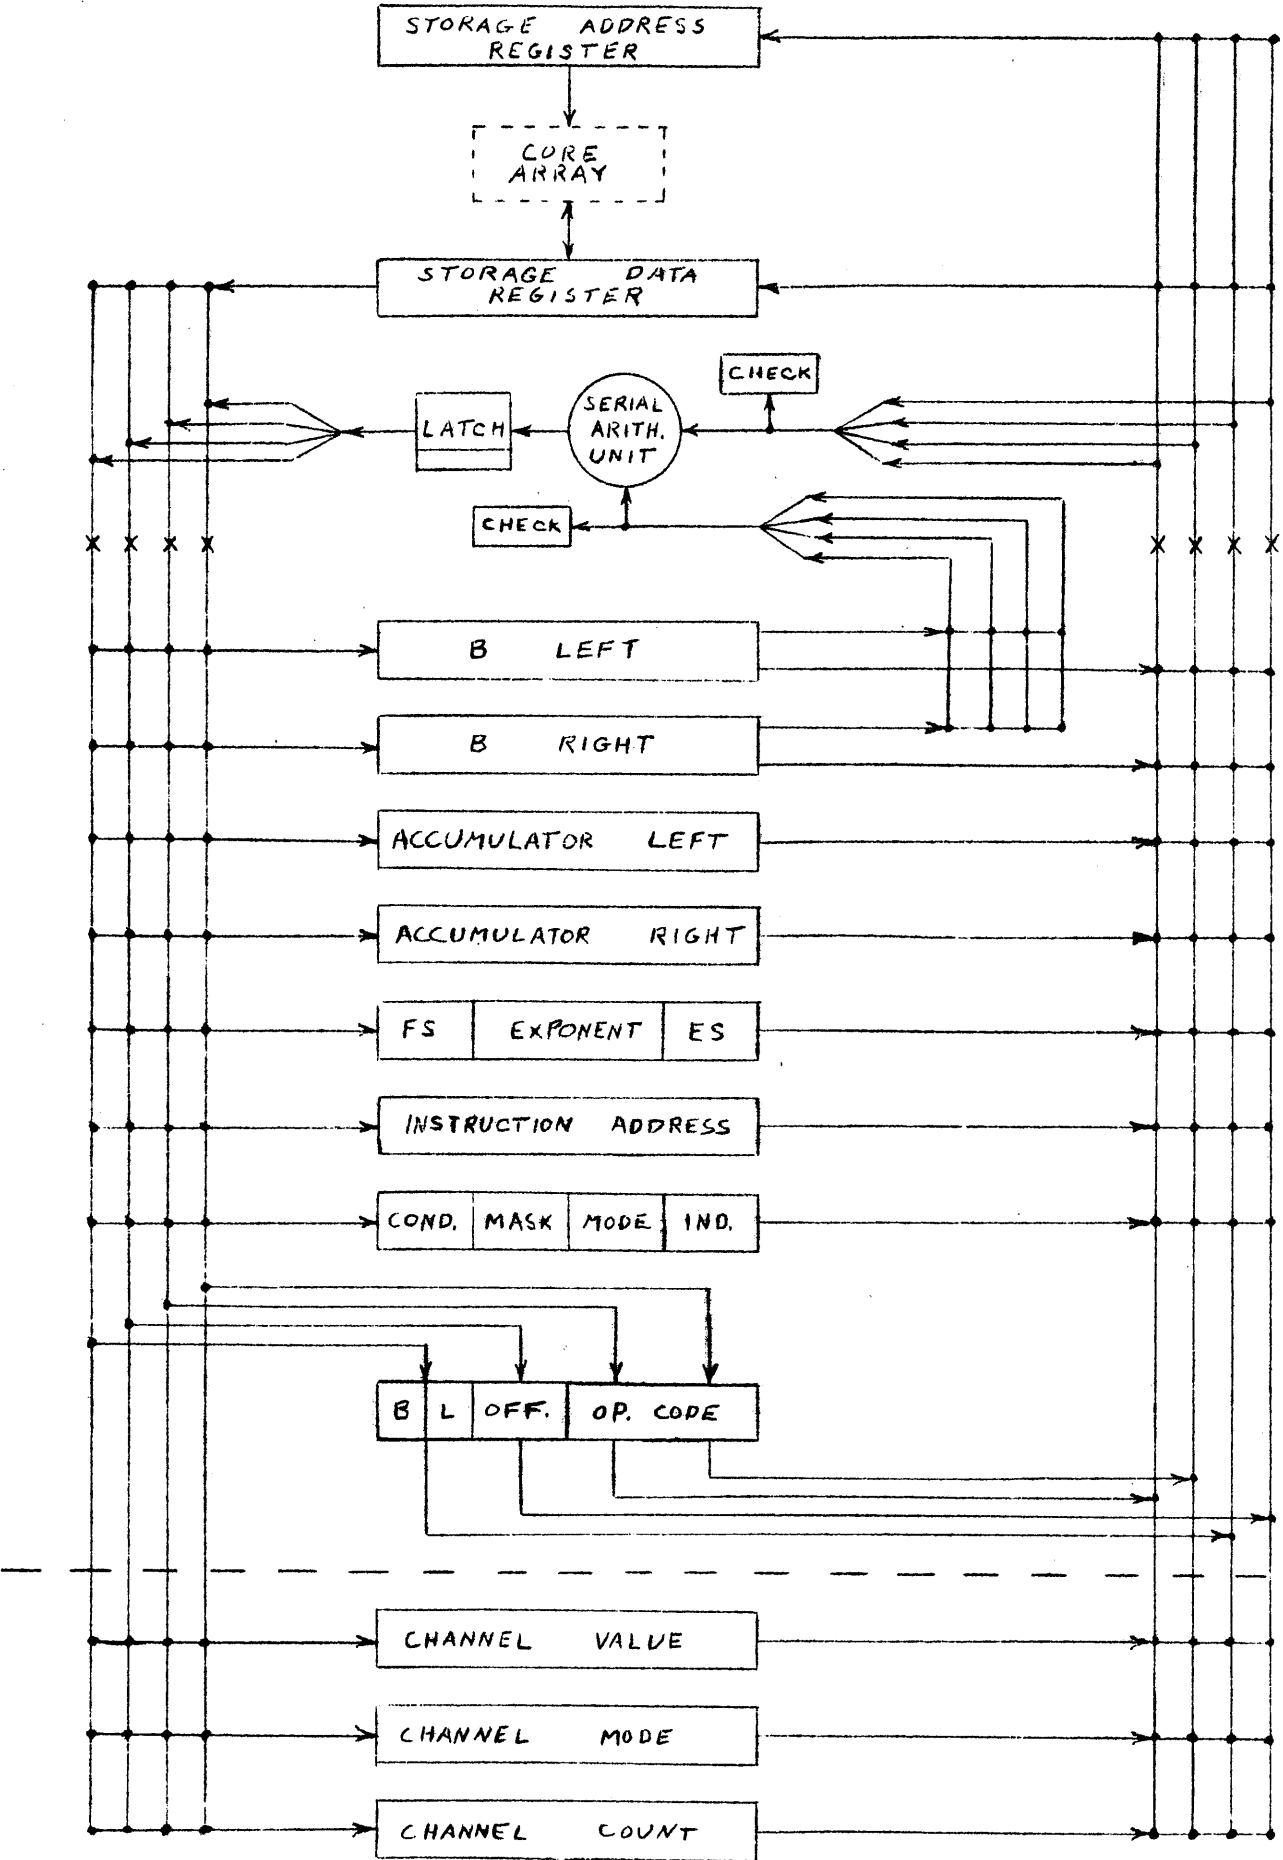 STORAGE ADDRESS
REGISTER
CORE
ARRAY
STORAGE DATA
REGISTER
CHECK
LATCH
SERIAL
ARITH.
UNIT
CHECK
B LEFT
B RIGHT
ACCUMULATOR LEFT
ACCUMULATOR RIGHT
FS EXPONENT ES
INSTRUCTION ADDRESS
COND. MASK MODE IND.
B L OFF. OP. CODE
CHANNEL VALUE
CHANNEL MODE
CHANNEL COUNT